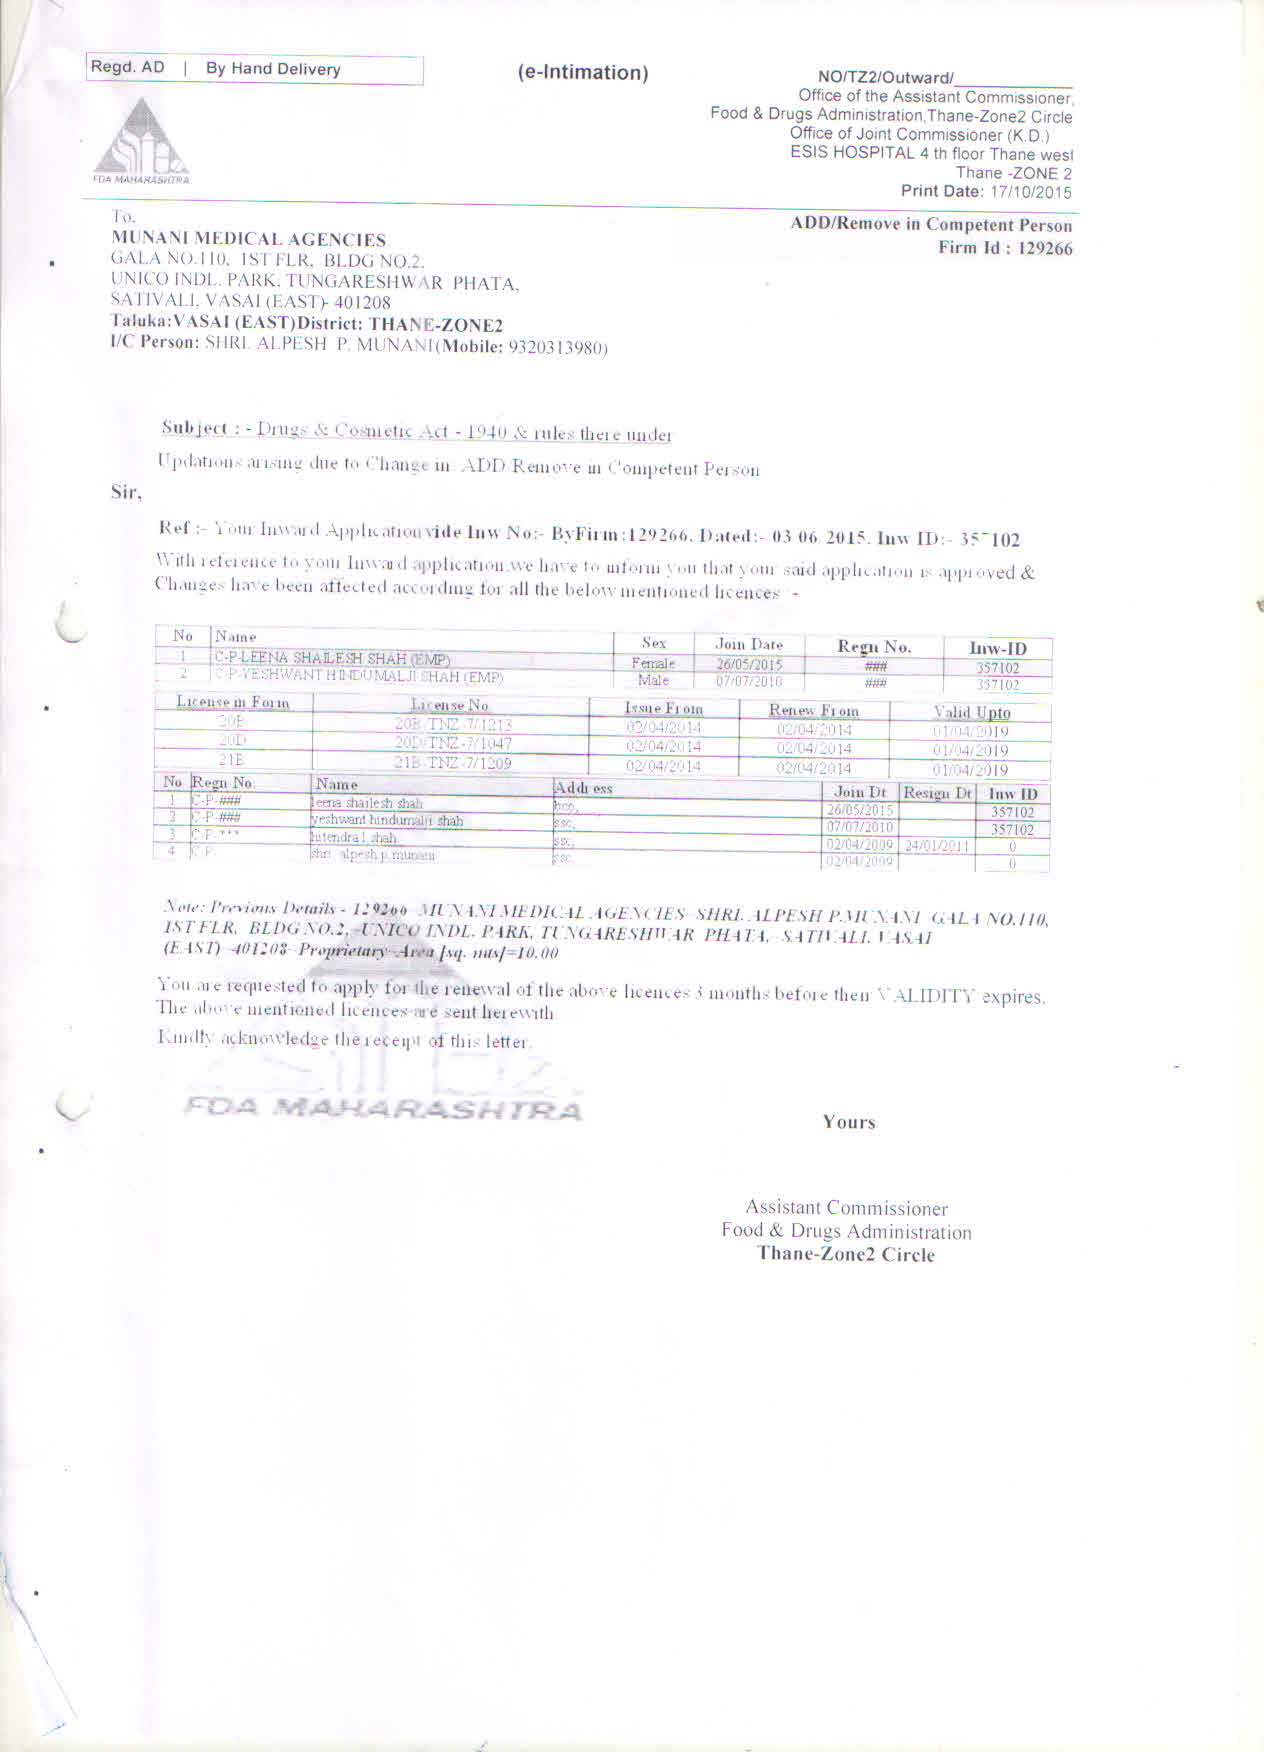 Regd. AD | By Hand Delivery
(e-Intimation)
NO/TZ2/Outward/
Office of the Assistant Commissioner,
Food & Drugs Administration,Thane-Zone2 Circle
Office of Joint Commissioner (K.D.)
ESIS HOSPITAL 4 th floor Thane west
Thane -ZONE 2
Print Date: 17/10/2015
FDA MAHARASHTRA
ADD/Remove in Competent Person
Firm Id : 129266
To,
MUNANI MEDICAL AGENCIES
GALA NO.110, 1ST FLR, BLDG NO.2,
UNICO INDL. PARK, TUNGARESHWAR PHATA,
SATIVALI, VASAI (EAST)- 401208
Taluka:VASAI (EAST)District: THANE-ZONE2
I/C Person: SHRI. ALPESH P. MUNANI(Mobile: 9320313980)
Subject : - Drugs & Cosmetic Act - 1940 & rules there under
Updations arising due to Change in ADD Remove in Competent Person
Sir,
Ref :- Your Inward Application vide Inw No:- ByFirm:129266, Dated:- 03 06 2015, Inw ID:- 357102
With reference to your Inward application,we have to inform you that your said application is approved &
Changes have been affected according for all the below mentioned licences -
No Name Sex Join Date Regn No. Inw-ID
1 C-P-LEENA SHAILESH SHAH (EMP) Female 26/05/2015 ### 357102
2 C-P-YESHWANT HINDUMALJI SHAH (EMP) Male 07/07/2010 ### 357102
License in Form License No Issue From Renew From Valid Upto
20B 20B-TNZ-7/1213 02/04/2014 02/04/2014 01/04/2019
20D 20D-TNZ-7/1047 02/04/2014 02/04/2014 01/04/2019
21B 21B-TNZ-7/1209 02/04/2014 02/04/2014 01/04/2019
No Regn No. Name Address Join Dt Resign Dt Inw ID
1 C-P-### leena shailesh shah 26/05/2015 357102
2 C-P-### yeshwant hindumalji shah ssc, 07/07/2010 357102
3 C-P-*** shah ssc, 02/04/2009 24/01/2011 0
4 C-P- shri. alpesh p.munani ssc, 02/04/2009 0
Note: Previous Details - 129266 MUNANI MEDICAL AGENCIES SHRI. ALPESH P.MUNANI GALA NO.110,
1ST FLR, BLDG NO.2, UNICO INDL. PARK, TUNGARESHWAR PHATA, SATIVALI, VASAI
(EAST) -401208 Proprietary Area [sq. mts]=10.00
You are requested to apply for the renewal of the above licences 3 months before then VALIDITY expires.
The above mentioned licences are sent herewith
Kindly acknowledge the receipt of this letter.
FDA MAHARASHTRA
Yours
Assistant Commissioner
Food & Drugs Administration
Thane-Zone2 Circle